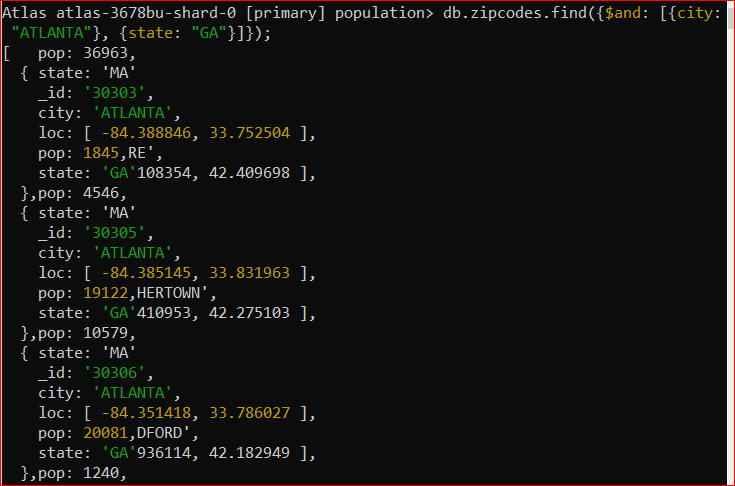 Atlas atlas-3678bu-shard-0 [primary] population> db.zipcodes.find({$and: [{city:
"ATLANTA"}, {state: "GA"}]});
[   pop: 36963,
  { state: 'MA'
    _id: '30303',
    city: 'ATLANTA',
    loc: [ -84.388846, 33.752504 ],
    pop: 1845,RE',
    state: 'GA'108354, 42.409698 ],
  },pop: 4546,
  { state: 'MA'
    _id: '30305',
    city: 'ATLANTA',
    loc: [ -84.385145, 33.831963 ],
    pop: 19122,HERTOWN',
    state: 'GA'410953, 42.275103 ],
  },pop: 10579,
  { state: 'MA'
    _id: '30306',
    city: 'ATLANTA',
    loc: [ -84.351418, 33.786027 ],
    pop: 20081,DFORD',
    state: 'GA'936114, 42.182949 ],
  },pop: 1240,